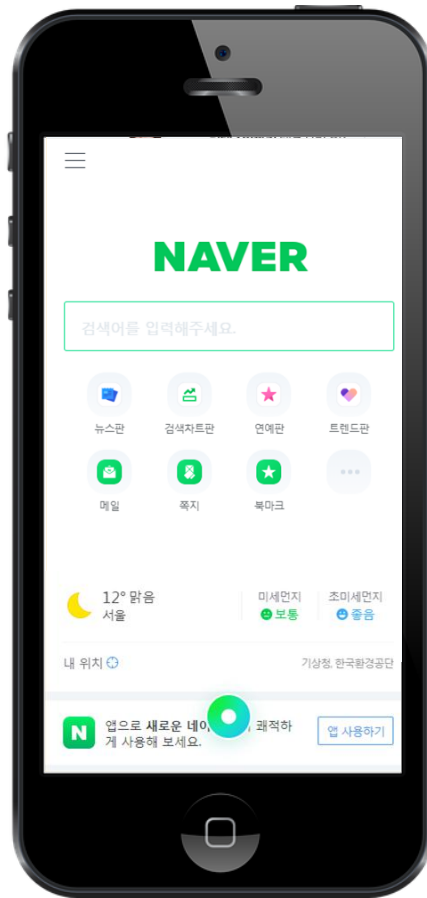 NAVER
검색어를 입력해주세요.
뉴스판 검색차트판 연예판 트렌드판
메일 쪽지 북마크
12° 맑음 미세먼지 초미세먼지
서울 보통 좋음
내 위치 기상청, 한국환경공단
N 앱으로 새로운 쾌적하
게 사용해 보세요. 앱 사용하기